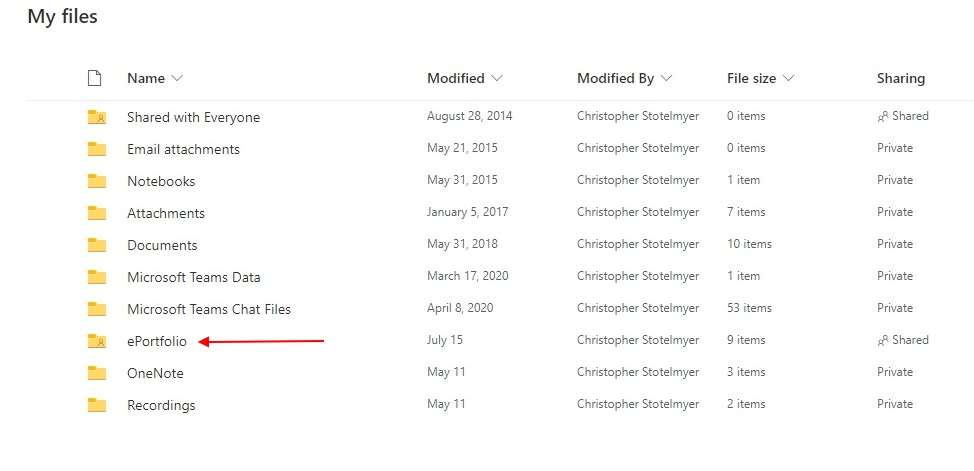 My files
Name Modified Modified By File size Sharing
Shared with Everyone August 28, 2014 Christopher Stotelmyer 0 items Shared
Email attachments May 21, 2015 Christopher Stotelmyer 0 items Private
Notebooks May 31, 2015 Christopher Stotelmyer 1 item Private
Attachments January 5, 2017 Christopher Stotelmyer 7 items Private
Documents May 31, 2018 Christopher Stotelmyer 10 items Private
Microsoft Teams Data March 17, 2020 Christopher Stotelmyer 1 item Private
Microsoft Teams Chat Files April 8, 2020 Christopher Stotelmyer 53 items Private
ePortfolio July 15 Christopher Stotelmyer 9 items Shared
OneNote May 11 Christopher Stotelmyer 3 items Private
Recordings May 11 Christopher Stotelmyer 2 items Private